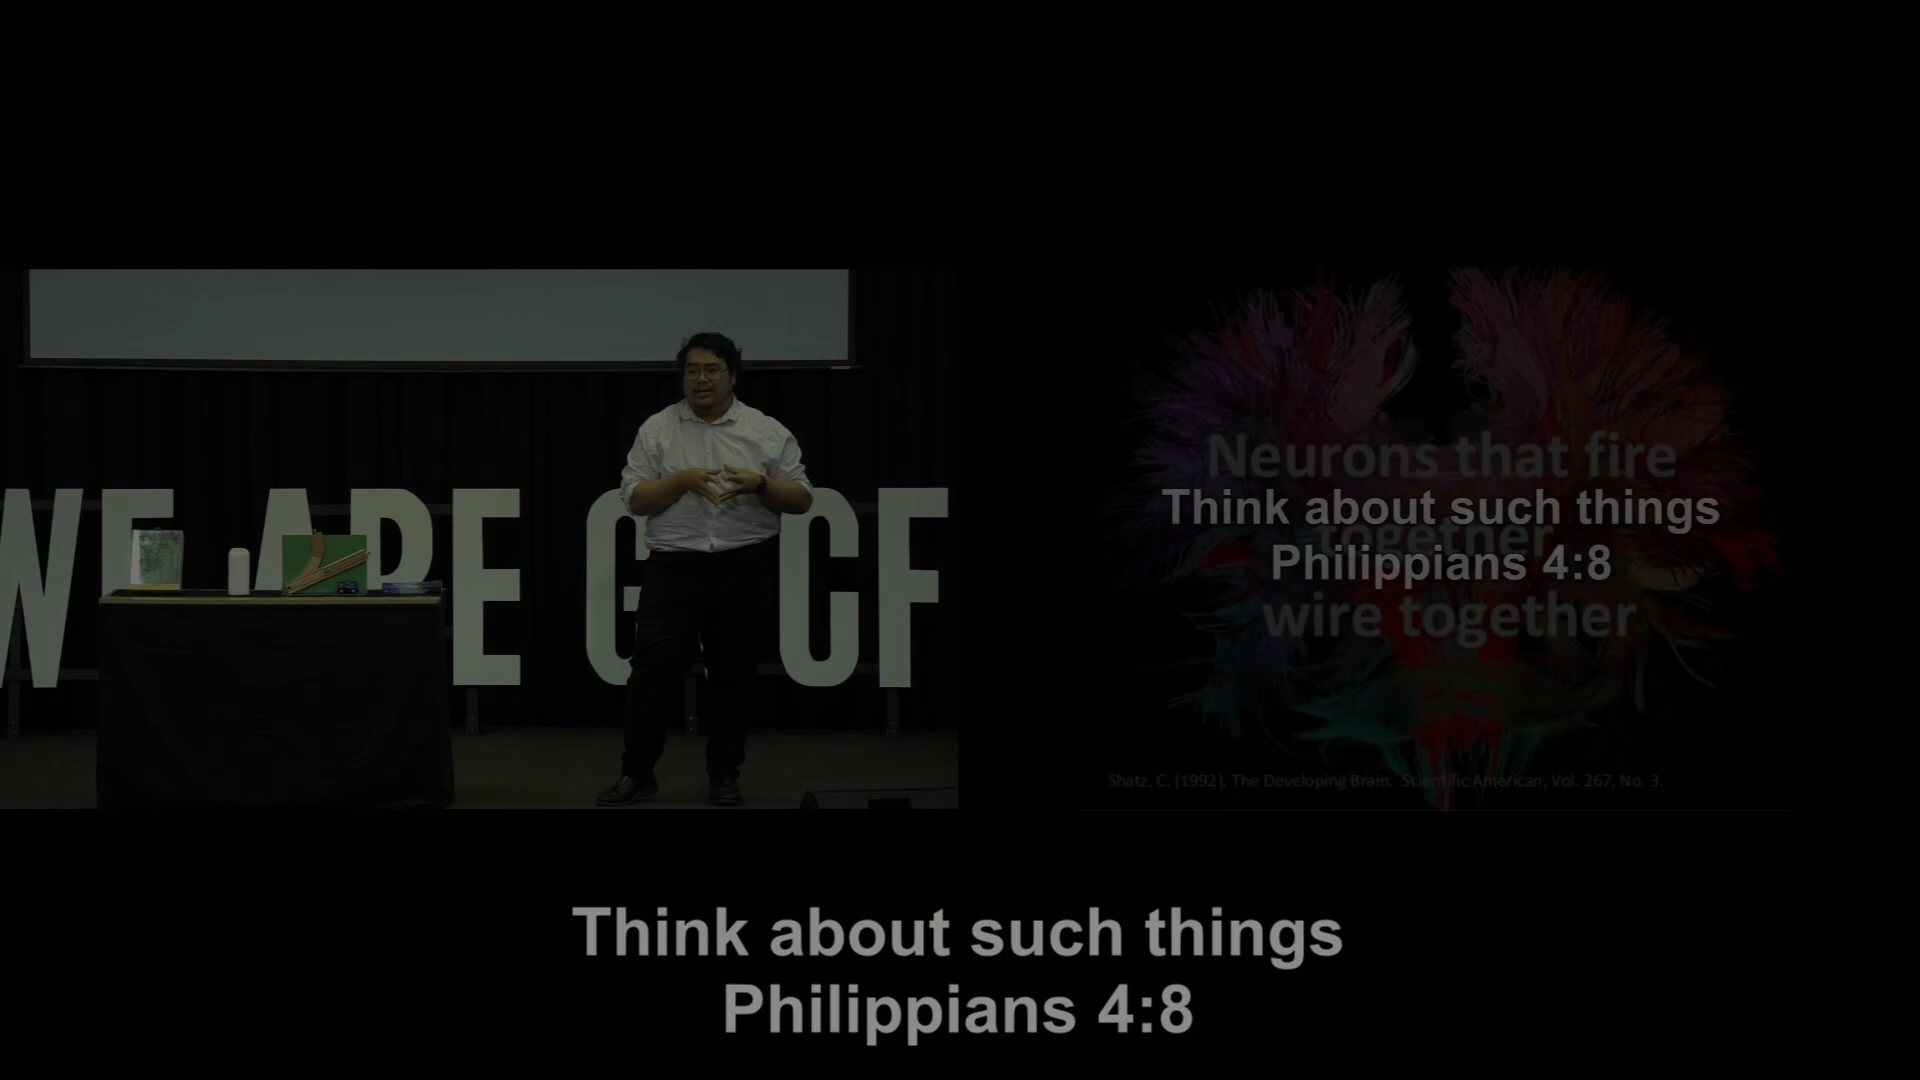 WE ARE G CF
Neurons that fire
together
wire together
Think about such things
Philippians 4:8
Shatz, C. (1992), The Developing Brain. Scientific American, Vol. 267, No. 3.
Think about such things
Philippians 4:8